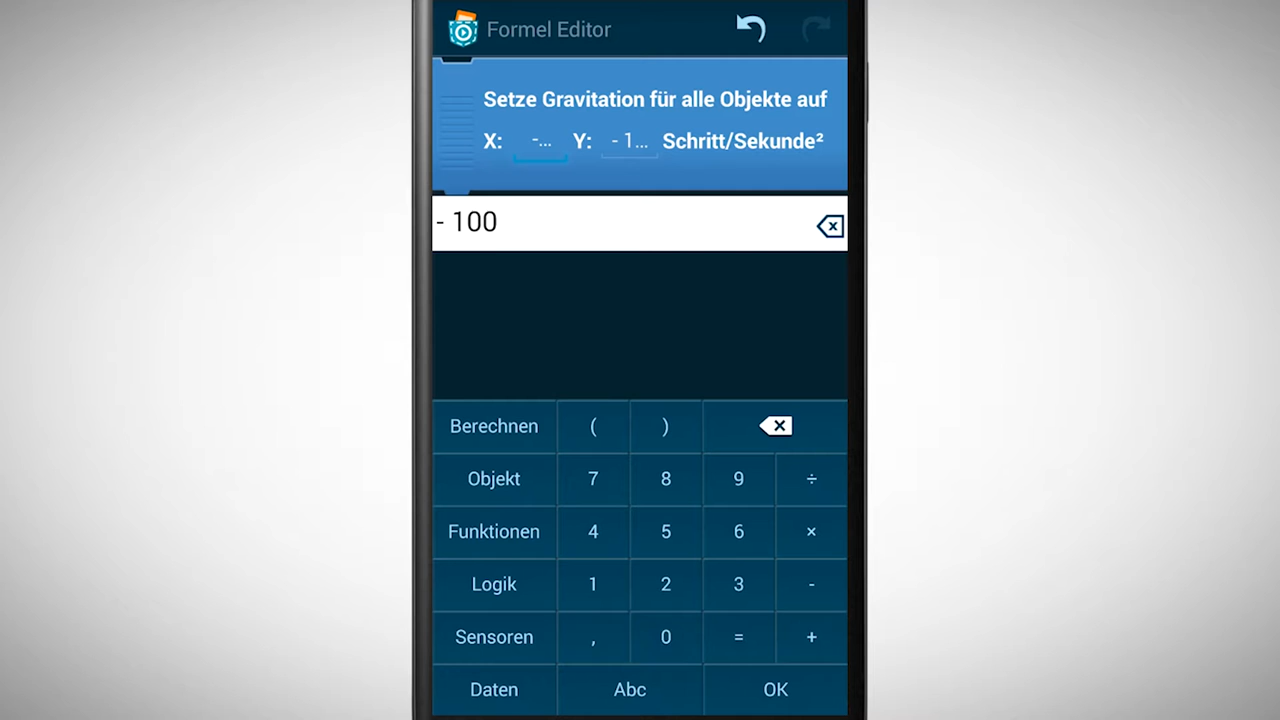 Formel Editor
Setze Gravitation für alle Objekte auf
X: -... Y: - 1... Schritt/Sekunde²
- 100
Berechnen ( )
Objekt 7 8 9 ÷
Funktionen 4 5 6 ×
Logik 1 2 3 -
Sensoren , 0 = +
Daten Abc OK